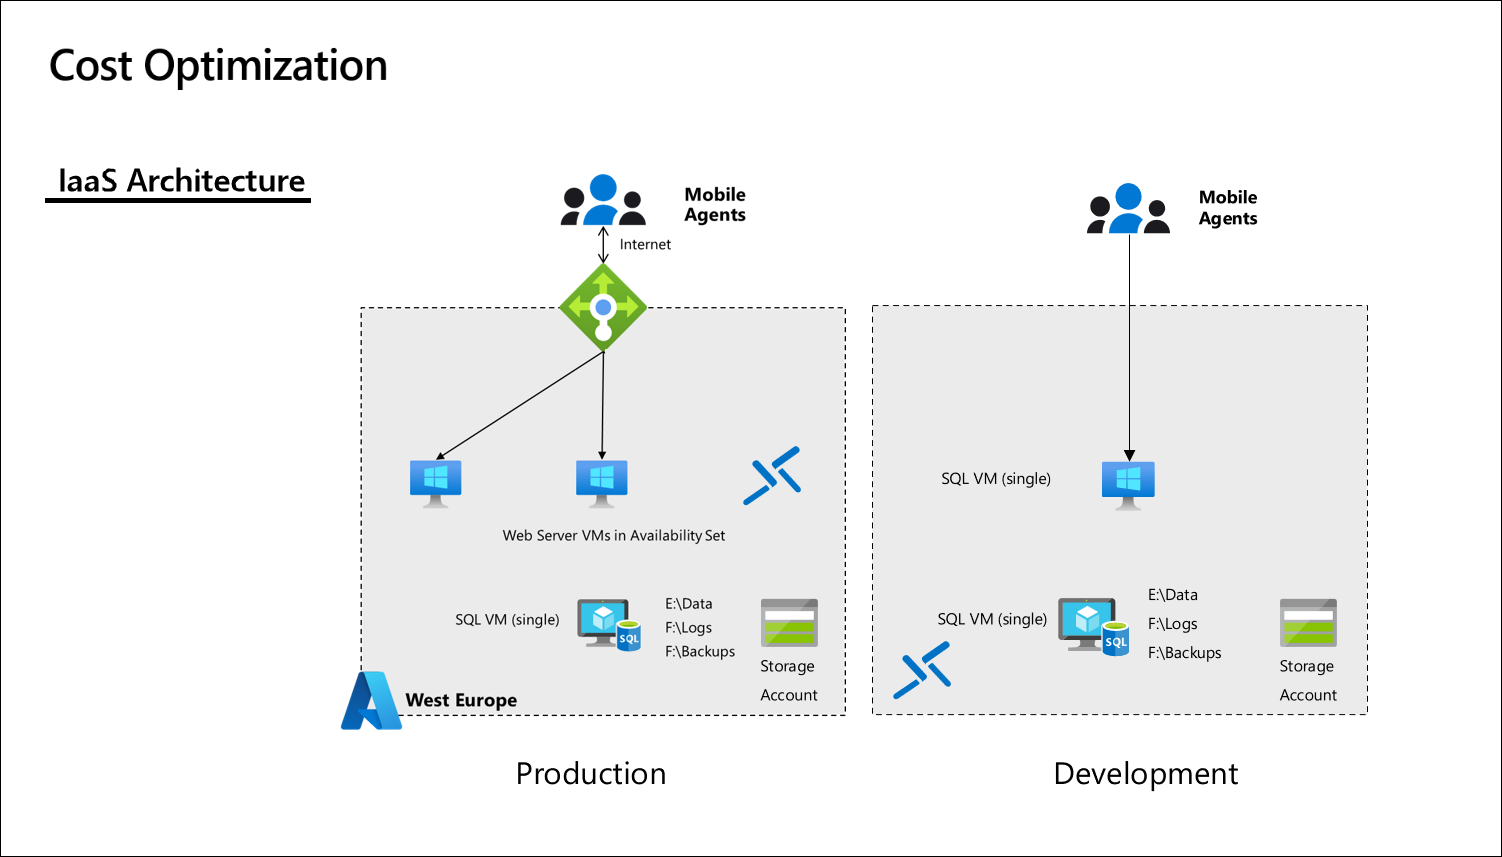 Cost Optimization
IaaS Architecture
Mobile
Agents
Internet
Web Server VMs in Availability Set
SQL VM (single)
SQL
E:\Data
F:\Logs
F:\Backups
Storage
Account
West Europe
Production
Mobile
Agents
SQL VM (single)
SQL VM (single)
SQL
E:\Data
F:\Logs
F:\Backups
Storage
Account
Development